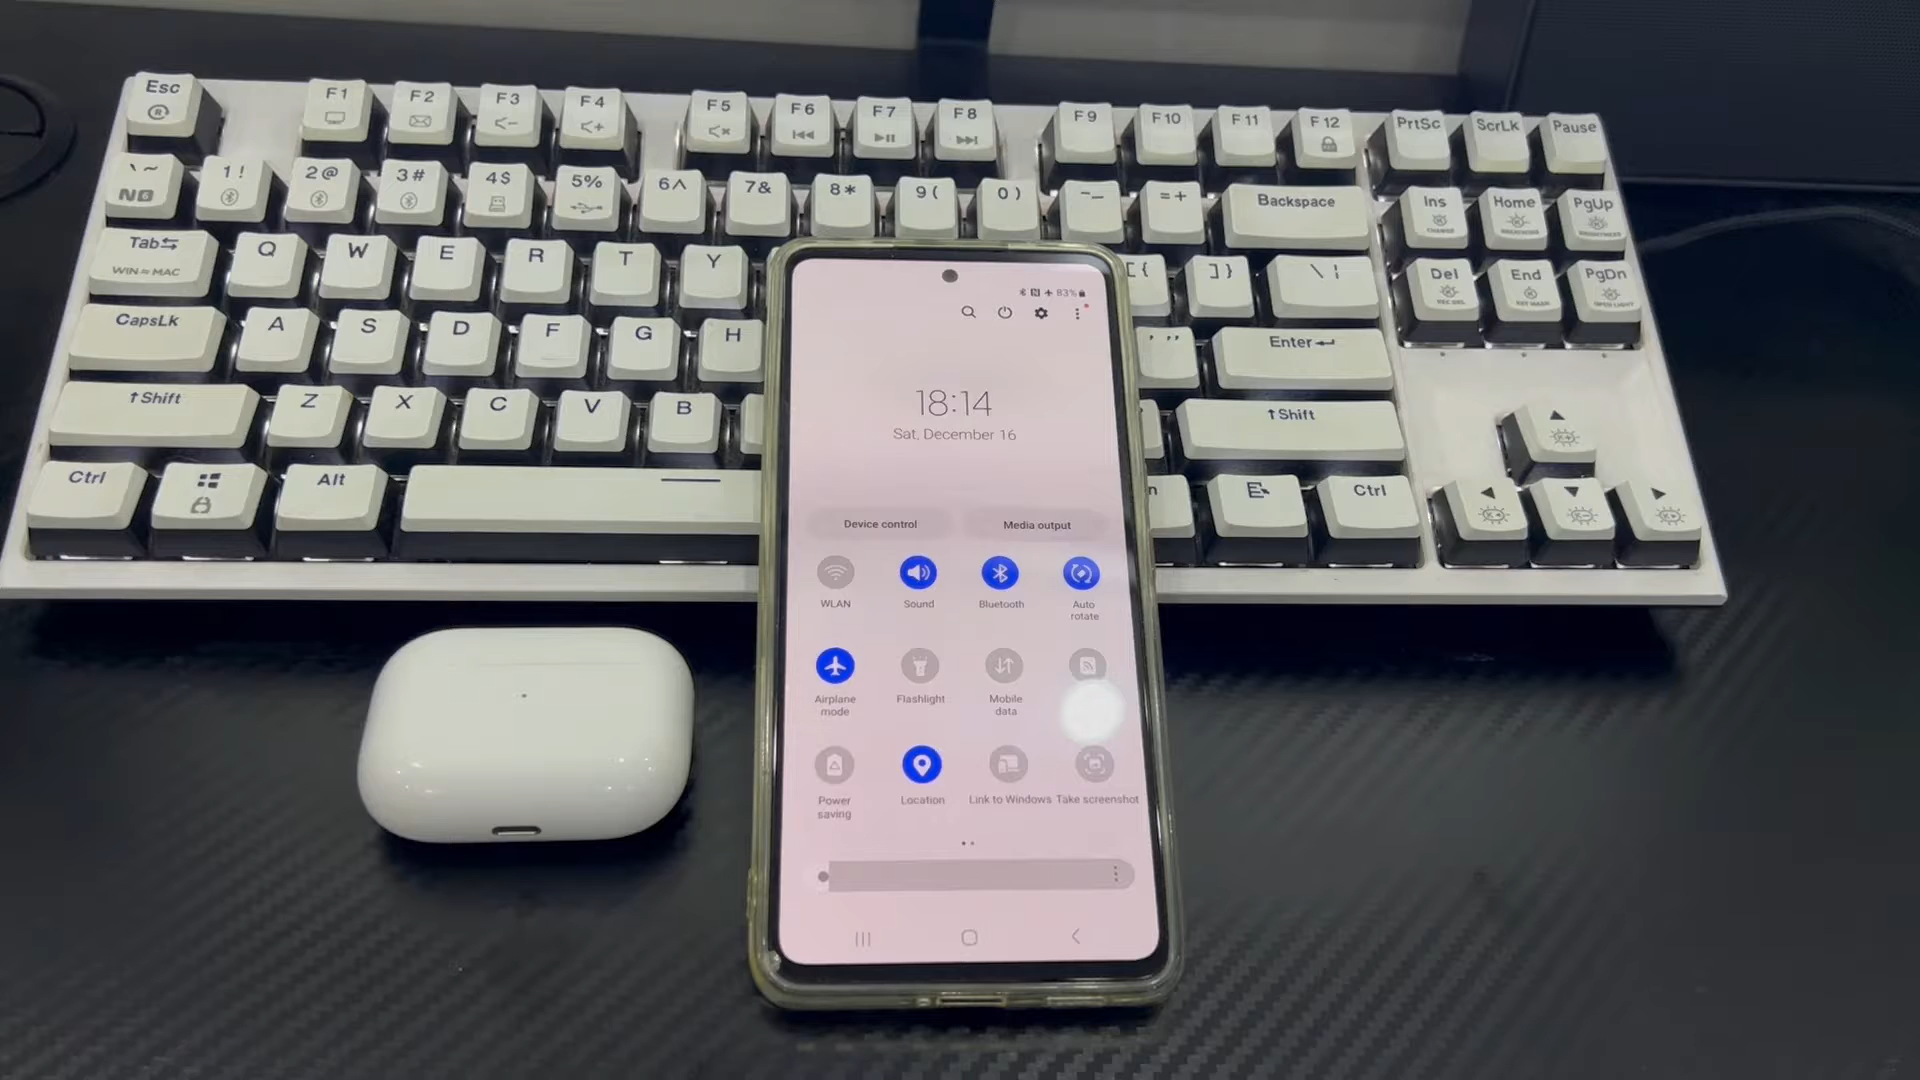 Esc F1 F2 F3 F4 F5 F6 F7 F8 F9 F10 F11 F12 PrtSc ScrLk Pause
` ~ 1 ! 2 @ 3 # 4 $ 5 % 6 ^ 7 & 8 * 9 ( 0 ) - _ = + Backspace Ins Home PgUp
N6
Tab Q W E R T Y [ { ] } \ | Del End PgDn
WIN ≈ MAC
CapsLk A S D F G H ' " Enter
↑ Shift Z X C V B ↑ Shift
Ctrl Alt n Ctrl
83%
18:14
Sat, December 16
Device control Media output
WLAN Sound Bluetooth Auto
rotate
Airplane Flashlight Mobile
mode data
Power Location Link to Windows Take screenshot
saving